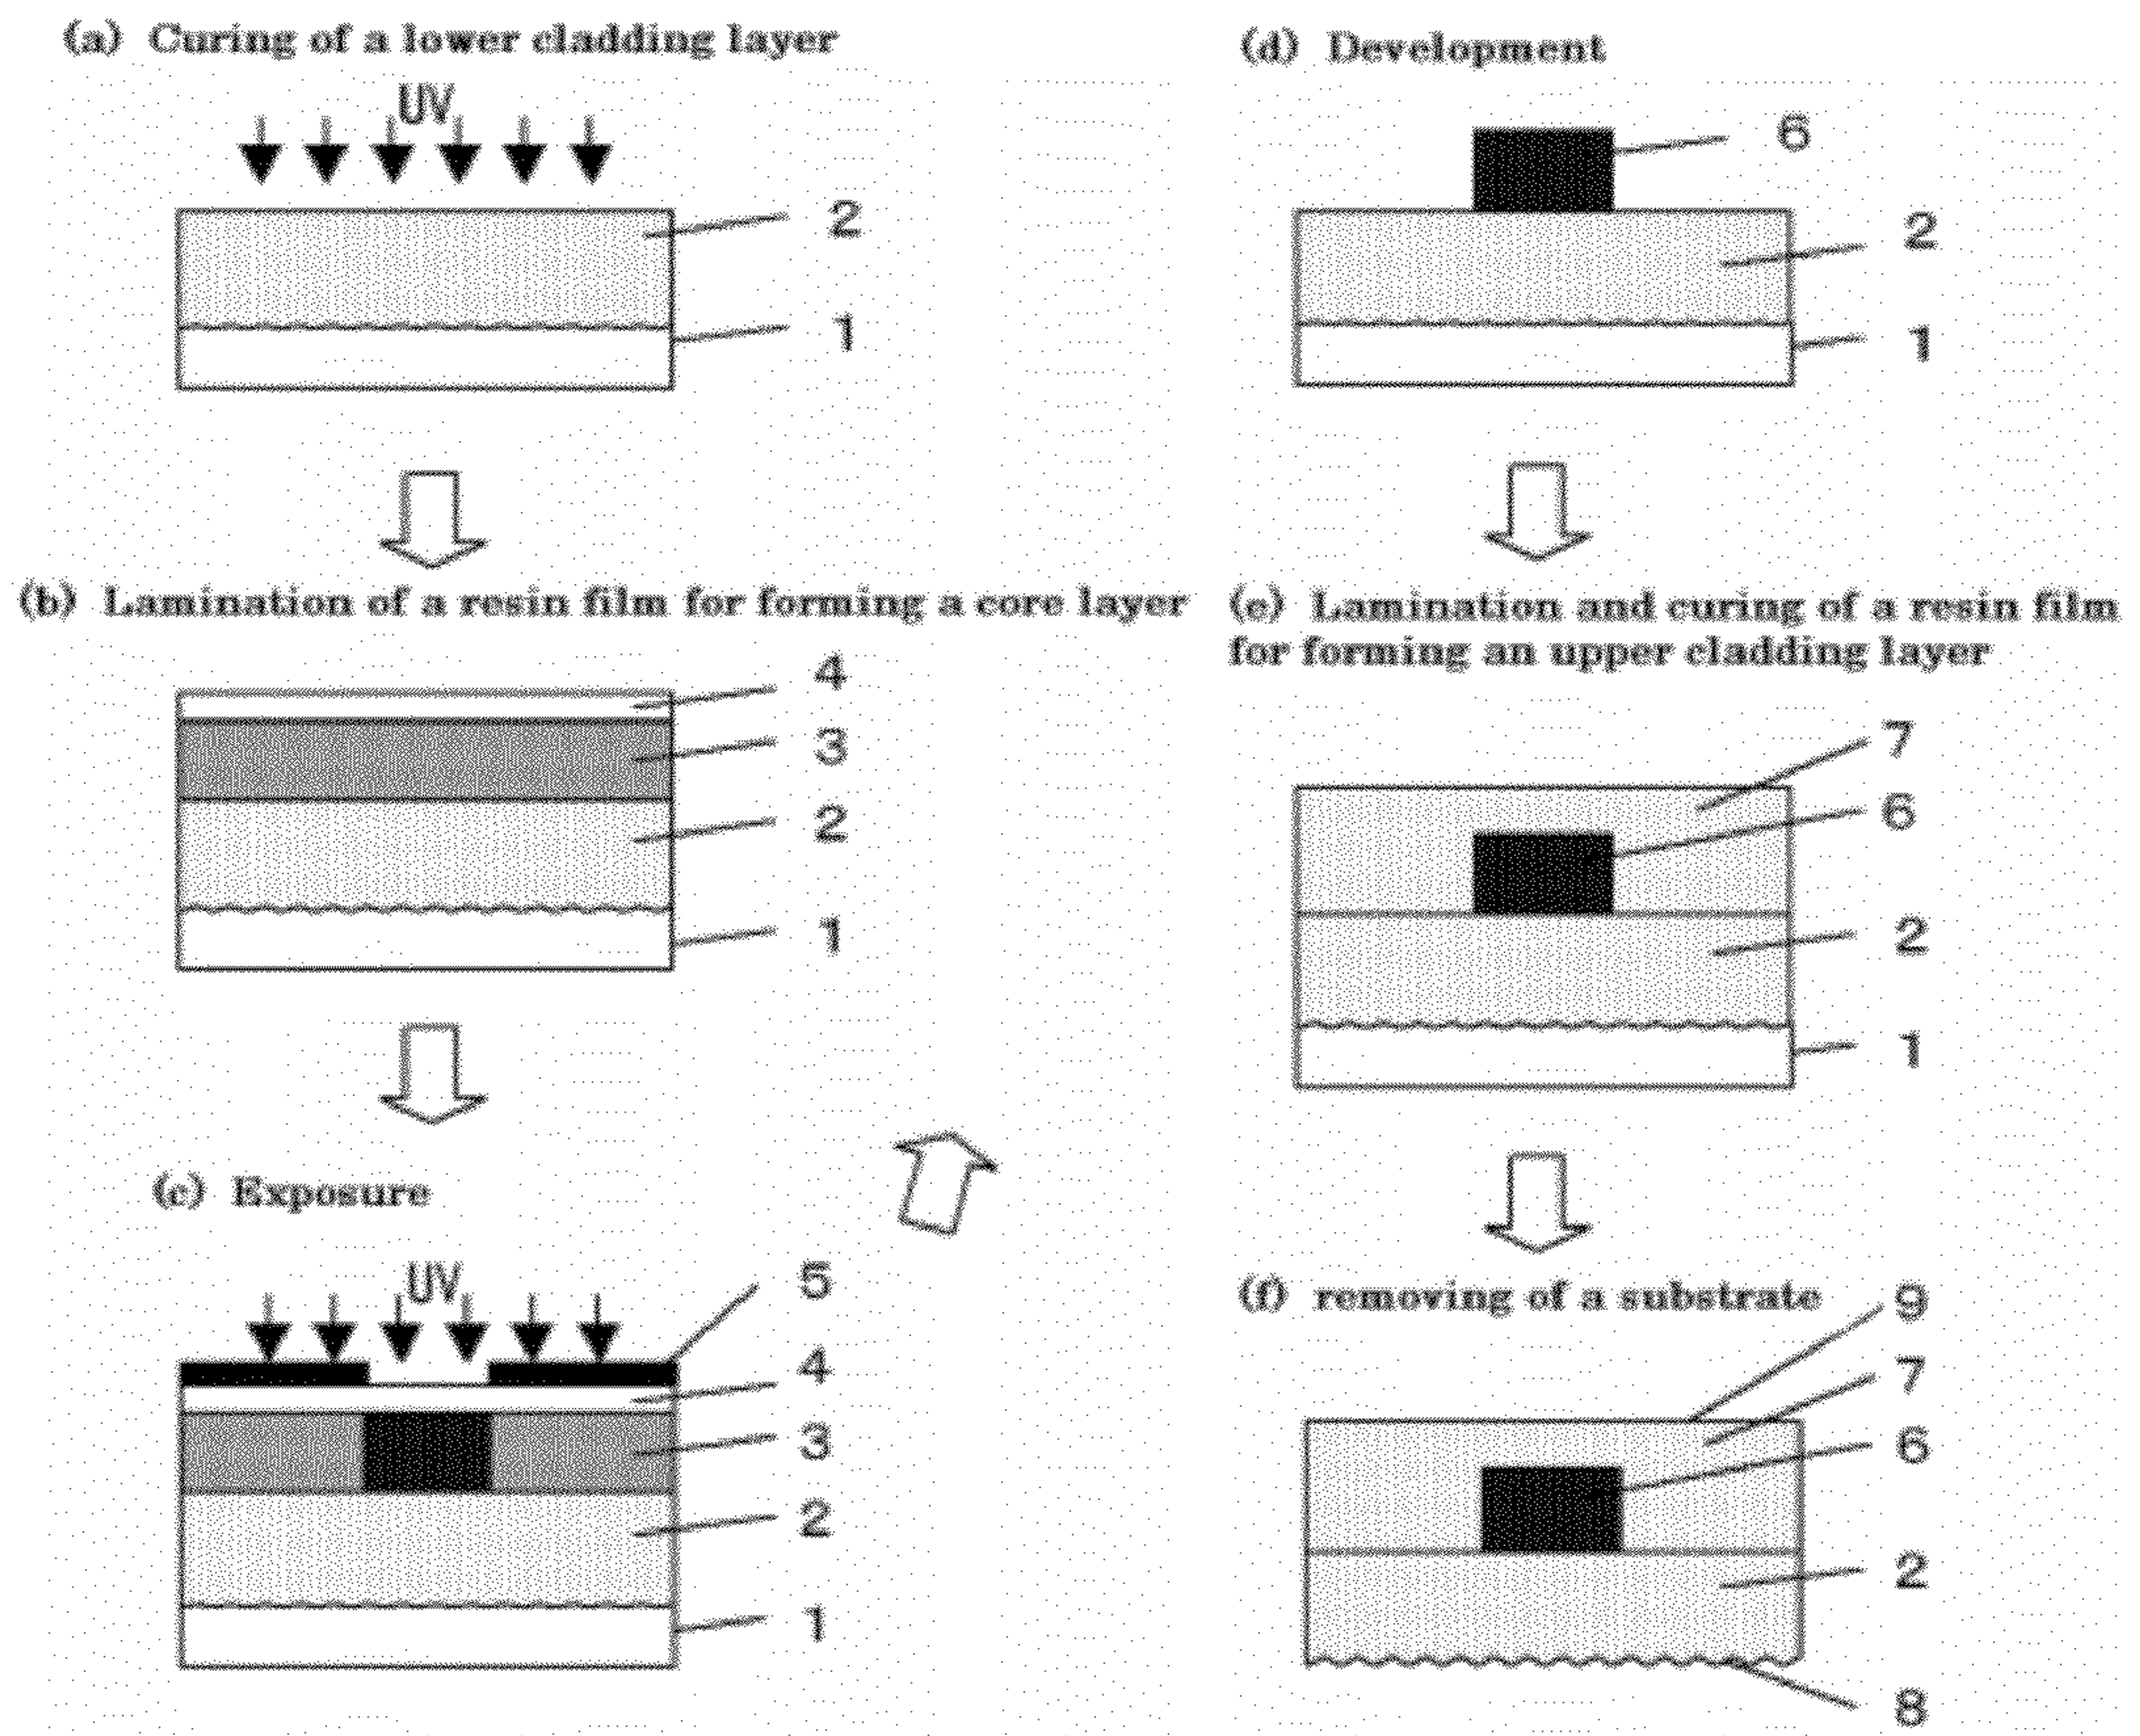 (a) Curing of a lower cladding layer
UV
2
1
(b) Lamination of a resin film for forming a core layer
4
3
2
1
(c) Exposure
UV
5
4
3
2
1
(d) Development
6
2
1
(e) Lamination and curing of a resin film
for forming an upper cladding layer
7
6
2
1
(f) removing of a substrate
9
7
6
2
8